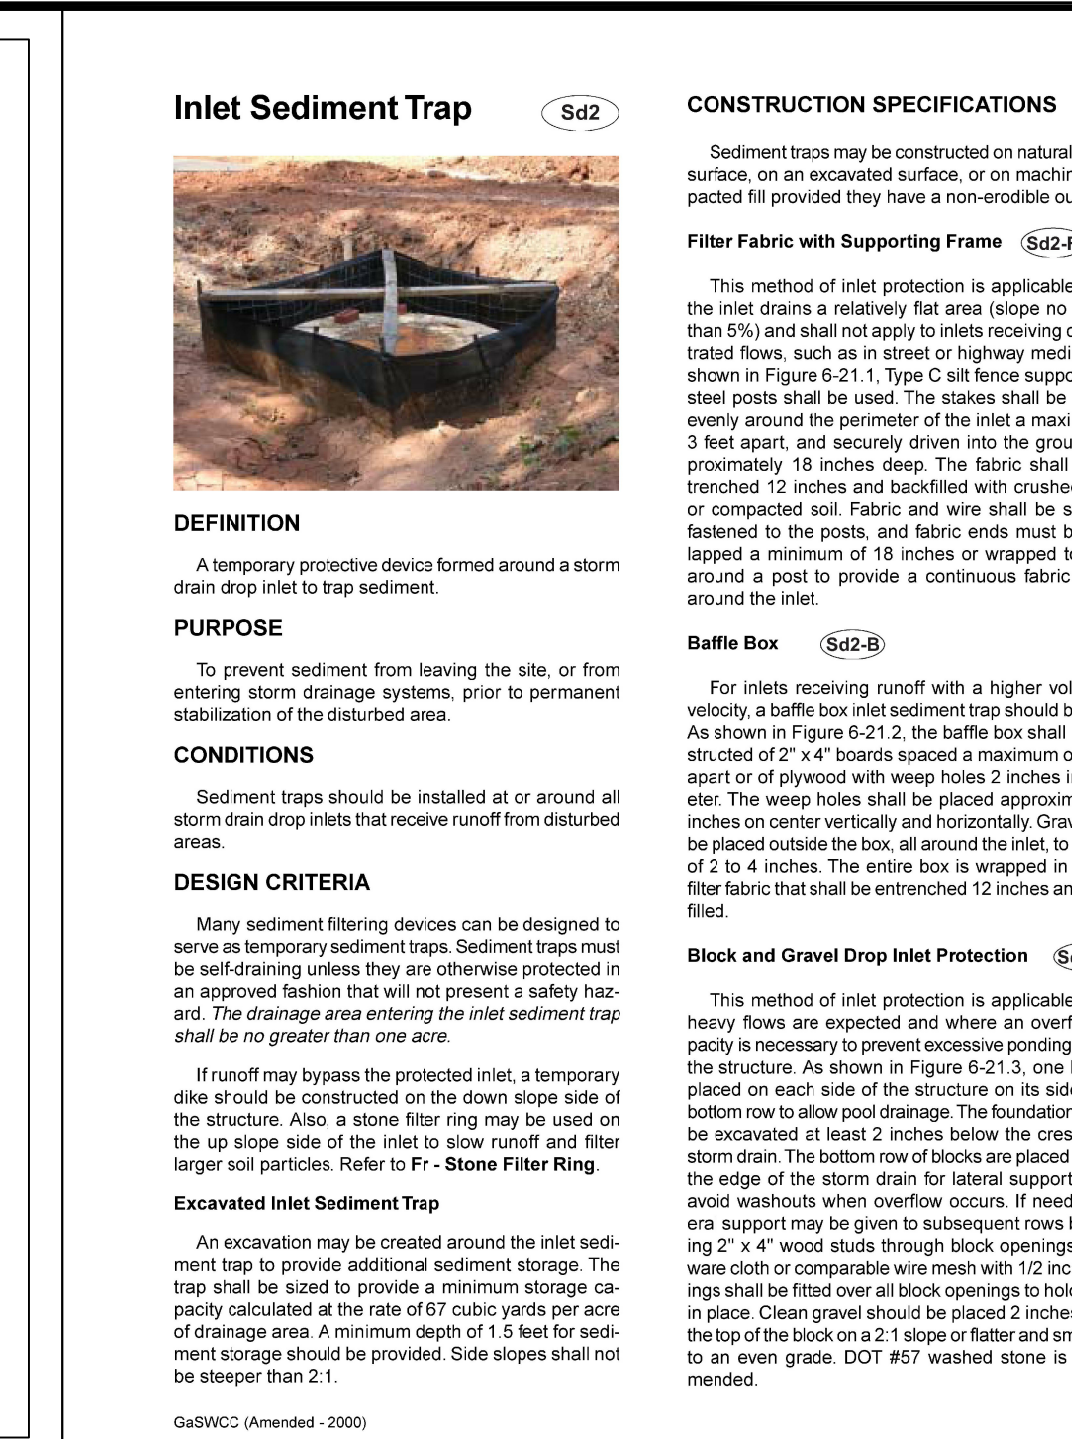 Inlet Sediment Trap
Sd2
DEFINITION
A temporary protective device formed around a storm
drain drop inlet to trap sediment.
PURPOSE
To prevent sediment from leaving the site, or from
entering storm drainage systems, prior to permanent
stabilization of the disturbed area.
CONDITIONS
Sediment traps should be installed at or around all
storm drain drop inlets that receive runoff from disturbed
areas.
DESIGN CRITERIA
Many sediment filtering devices can be designed to
serve as temporary sediment traps. Sediment traps must
be self-draining unless they are otherwise protected in
an approved fashion that will not present a safety haz-
ard. The drainage area entering the inlet sediment trap
shall be no greater than one acre.
If runoff may bypass the protected inlet, a temporary
dike should be constructed on the down slope side of
the structure. Also, a stone filter ring may be used on
the up slope side of the inlet to slow runoff and filter
larger soil particles. Refer to Fr - Stone Filter Ring.
Excavated Inlet Sediment Trap
An excavation may be created around the inlet sedi-
ment trap to provide additional sediment storage. The
trap shall be sized to provide a minimum storage ca-
pacity calculated at the rate of 67 cubic yards per acre
of drainage area. A minimum depth of 1.5 feet for sedi-
ment storage should be provided. Side slopes shall not
be steeper than 2:1.
GaSWCC (Amended - 2000)
CONSTRUCTION SPECIFICATIONS
Sediment traps may be constructed on natural
surface, on an excavated surface, or on machin
pacted fill provided they have a non-erodible ou
Filter Fabric with Supporting Frame
Sd2-F
This method of inlet protection is applicable
the inlet drains a relatively flat area (slope no
than 5%) and shall not apply to inlets receiving c
trated flows, such as in street or highway medi
shown in Figure 6-21.1, Type C silt fence suppo
steel posts shall be used. The stakes shall be
evenly around the perimeter of the inlet a maxi
3 feet apart, and securely driven into the grou
proximately 18 inches deep. The fabric shall
trenched 12 inches and backfilled with crushed
or compacted soil. Fabric and wire shall be s
fastened to the posts, and fabric ends must b
lapped a minimum of 18 inches or wrapped to
around a post to provide a continuous fabric
around the inlet.
Baffle Box
Sd2-B
For inlets receiving runoff with a higher vol
velocity, a baffle box inlet sediment trap should b
As shown in Figure 6-21.2, the baffle box shall
structed of 2" x 4" boards spaced a maximum o
apart or of plywood with weep holes 2 inches i
eter. The weep holes shall be placed approxim
inches on center vertically and horizontally. Grav
be placed outside the box, all around the inlet, to
of 2 to 4 inches. The entire box is wrapped in
filter fabric that shall be entrenched 12 inches an
filled.
Block and Gravel Drop Inlet Protection
This method of inlet protection is applicable
heavy flows are expected and where an overf
pacity is necessary to prevent excessive ponding
the structure. As shown in Figure 6-21.3, one
placed on each side of the structure on its side
bottom row to allow pool drainage. The foundation
be excavated at least 2 inches below the cres
storm drain. The bottom row of blocks are placed
the edge of the storm drain for lateral support
avoid washouts when overflow occurs. If need
era support may be given to subsequent rows b
ing 2" x 4" wood studs through block openings
ware cloth or comparable wire mesh with 1/2 inc
ings shall be fitted over all block openings to hold
in place. Clean gravel should be placed 2 inches
the top of the block on a 2:1 slope or flatter and sm
to an even grade. DOT #57 washed stone is
mended.